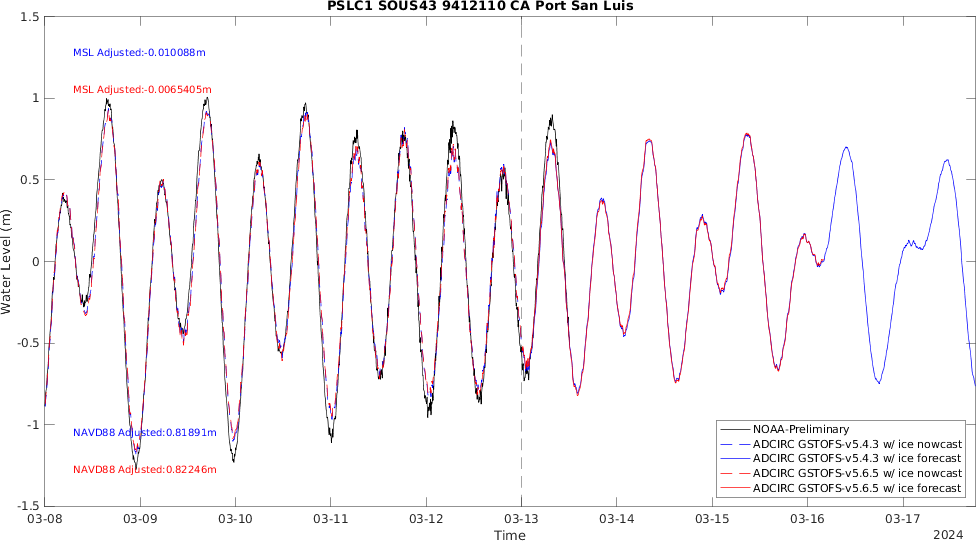 PSLC1 SOUS43 9412110 CA Port San Luis
1.5
1
0.5
0
-0.5
-1
-1.5
Water Level (m)
MSL Adjusted:-0.010088m
MSL Adjusted:-0.0065405m
NAVD88 Adjusted:0.81891m
NAVD88 Adjusted:0.82246m
NOAA-Preliminary
ADCIRC GSTOFS-v5.4.3 w/ ice nowcast
ADCIRC GSTOFS-v5.4.3 w/ ice forecast
ADCIRC GSTOFS-v5.6.5 w/ ice nowcast
ADCIRC GSTOFS-v5.6.5 w/ ice forecast
03-08 03-09 03-10 03-11 03-12 03-13 03-14 03-15 03-16 03-17
Time
2024